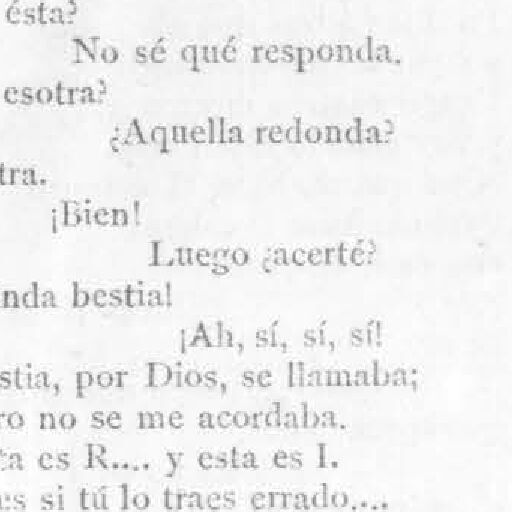 ésta?
No sé qué responda.
esotra?
¿Aquella redonda?
tra.
¡Bien!
Luego ¿acerté?
nda bestia!
¡Ah, sí, sí, sí!
stia, por Dios, se llamaba;
ro no se me acordaba.
ta es R.... y esta es I.
es si tú lo traes errado....